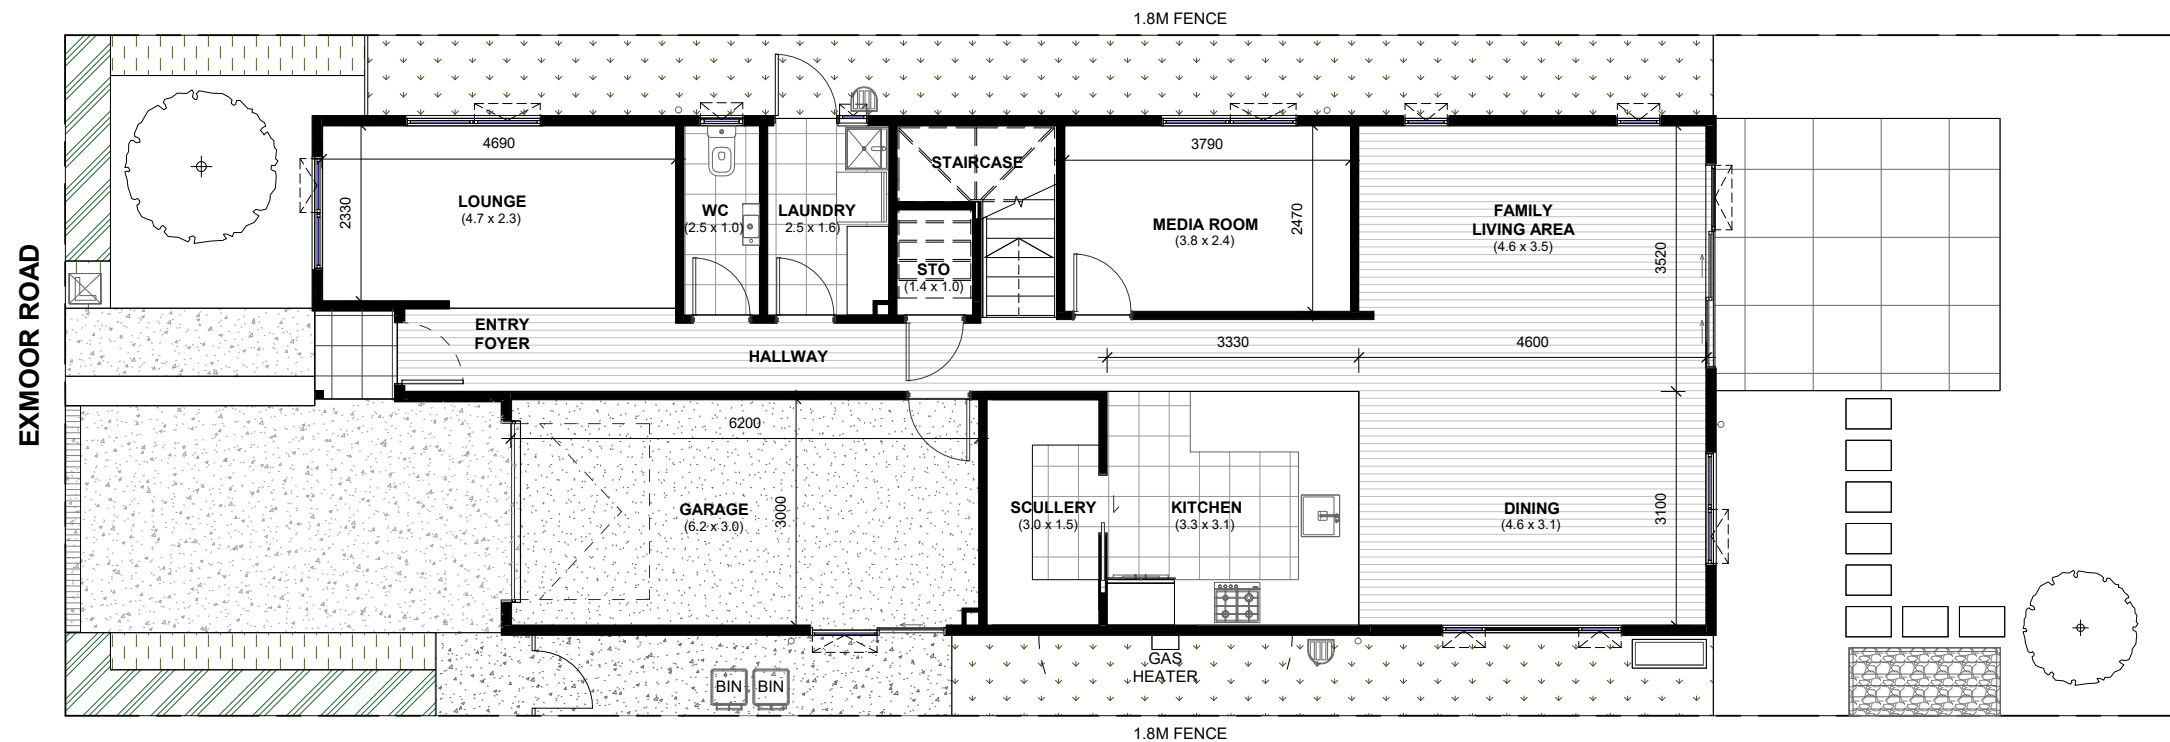 1.8M FENCE
EXMOOR ROAD
4690
2330
LOUNGE
(4.7 x 2.3)
WC
(2.5 x 1.0)
LAUNDRY
2.5 x 1.6)
STAIRCASE
STO
(1.4 x 1.0)
3790
2470
MEDIA ROOM
(3.8 x 2.4)
FAMILY
LIVING AREA
(4.6 x 3.5)
3520
ENTRY
FOYER
HALLWAY
3330
4600
6200
3000
GARAGE
(6.2 x 3.0)
SCULLERY
(3.0 x 1.5)
KITCHEN
(3.3 x 3.1)
DINING
(4.6 x 3.1)
3100
BIN
BIN
GAS
HEATER
1.8M FENCE